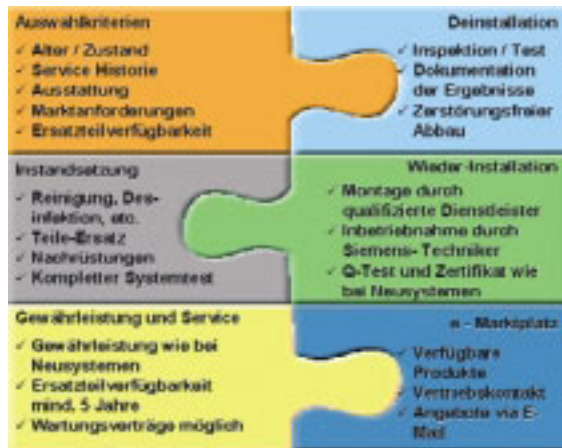 Auswahlkriterien
✓ Alter / Zustand
✓ Service Historie
✓ Ausstattung
✓ Marktanforderungen
✓ Ersatzteilverfügbarkeit
Deinstallation
✓ Inspektion / Test
✓ Dokumentation
der Ergebnisse
✓ Zerstörungsfreier
Abbau
Instandsetzung
✓ Reinigung, Des-
infektion, etc.
✓ Teile-Ersatz
✓ Nachrüstungen
✓ Kompletter Systemtest
Wieder-Installation
✓ Montage durch
qualifizierte Dienstleister
✓ Inbetriebnahme durch
Siemens- Techniker
✓ Q-Test und Zertifikat wie
bei Neusystemen
Gewährleistung und Service
✓ Gewährleistung wie bei
Neusystemen
✓ Ersatzteilverfügbarkeit
mind. 5 Jahre
✓ Wartungsverträge möglich
e - Marktplatz
✓ Verfügbare
Produkte
✓ Vertriebskontakt
✓ Angebote via E-
Mail